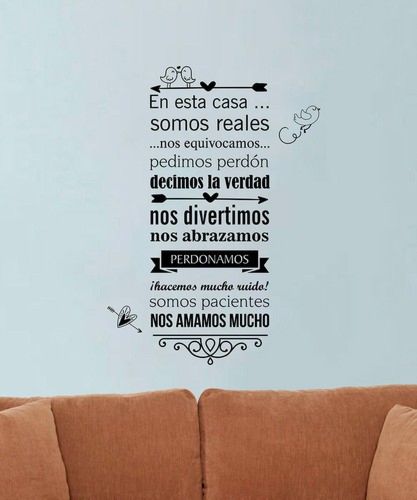 En esta casa ...
somos reales
...nos equivocamos...
pedimos perdón
decimos la verdad
nos divertimos
nos abrazamos
PERDONAMOS
¡hacemos mucho ruido!
somos pacientes
NOS AMAMOS MUCHO